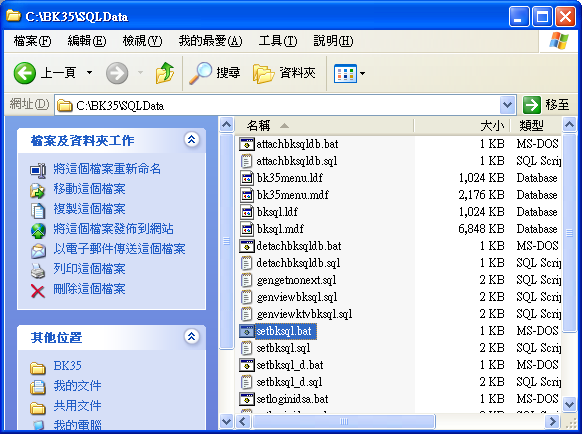 C:\BK35\SQLData
檔案(F) 編輯(E) 檢視(V) 我的最愛(A) 工具(T) 說明(H)
上一頁 搜尋 資料夾
網址(D) C:\BK35\SQLData 移至
檔案及資料夾工作
將這個檔案重新命名
移動這個檔案
複製這個檔案
將這個檔案發佈到網站
以電子郵件傳送這個檔案
列印這個檔案
刪除這個檔案
其他位置
BK35
我的文件
共用文件
我的電腦
名稱 大小 類型
attachbksqldb.bat 1 KB MS-DOS
attachbksqldb.sql 1 KB SQL Scrip
bk35menu.ldf 1,024 KB Database
bk35menu.mdf 2,176 KB Database
bksql.ldf 1,024 KB Database
bksql.mdf 6,848 KB Database
detachbksqldb.bat 1 KB MS-DOS
detachbksqldb.sql 1 KB SQL Scrip
gengetnonext.sql 2 KB SQL Scrip
genviewbksql.sql 2 KB SQL Scrip
genviewktvbksql.sql 2 KB SQL Scrip
setbksql.bat 1 KB MS-DOS
setbksql.sql 2 KB SQL Scrip
setbksql_d.bat 1 KB MS-DOS
setbksql_d.sql 2 KB SQL Scrip
setloginidsa.bat 1 KB MS-DOS